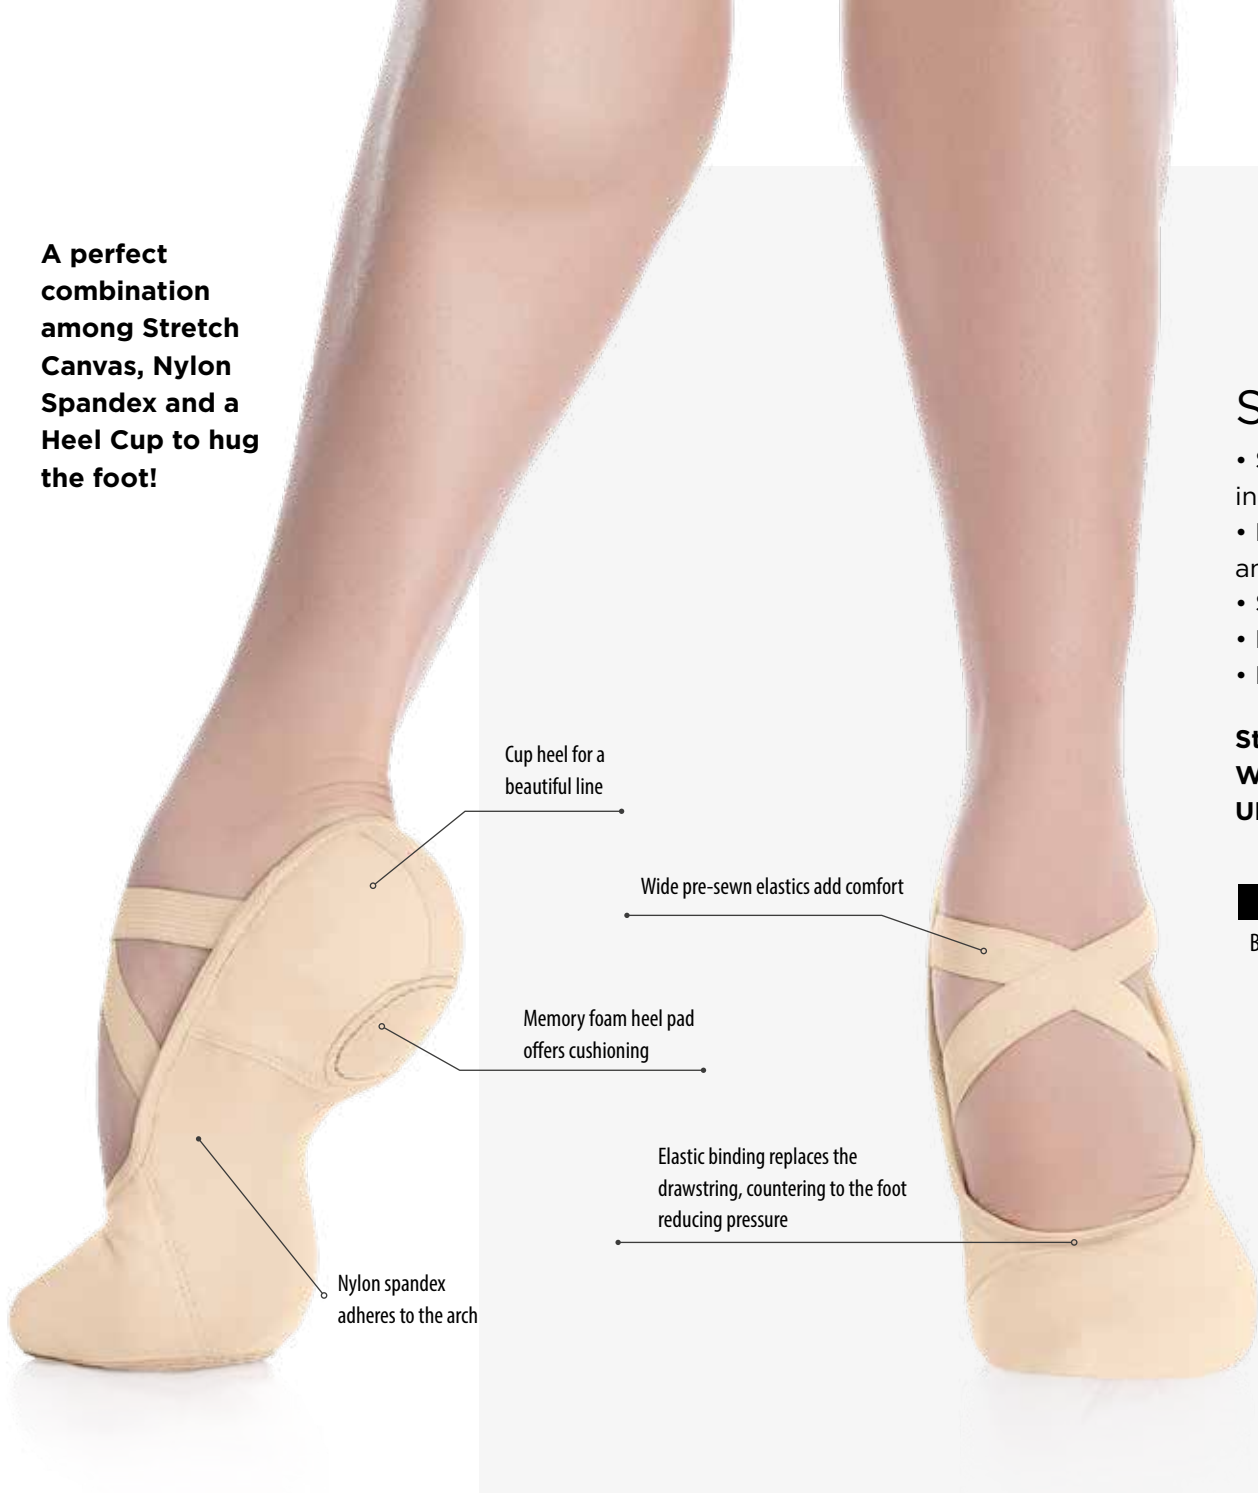 A perfect
combination
among Stretch
Canvas, Nylon
Spandex and a
Heel Cup to hug
the foot!
Cup heel for a
beautiful line
Wide pre-sewn elastics add comfort
Memory foam heel pad
offers cushioning
Elastic binding replaces the
drawstring, countering to the foot
reducing pressure
Nylon spandex
adheres to the arch